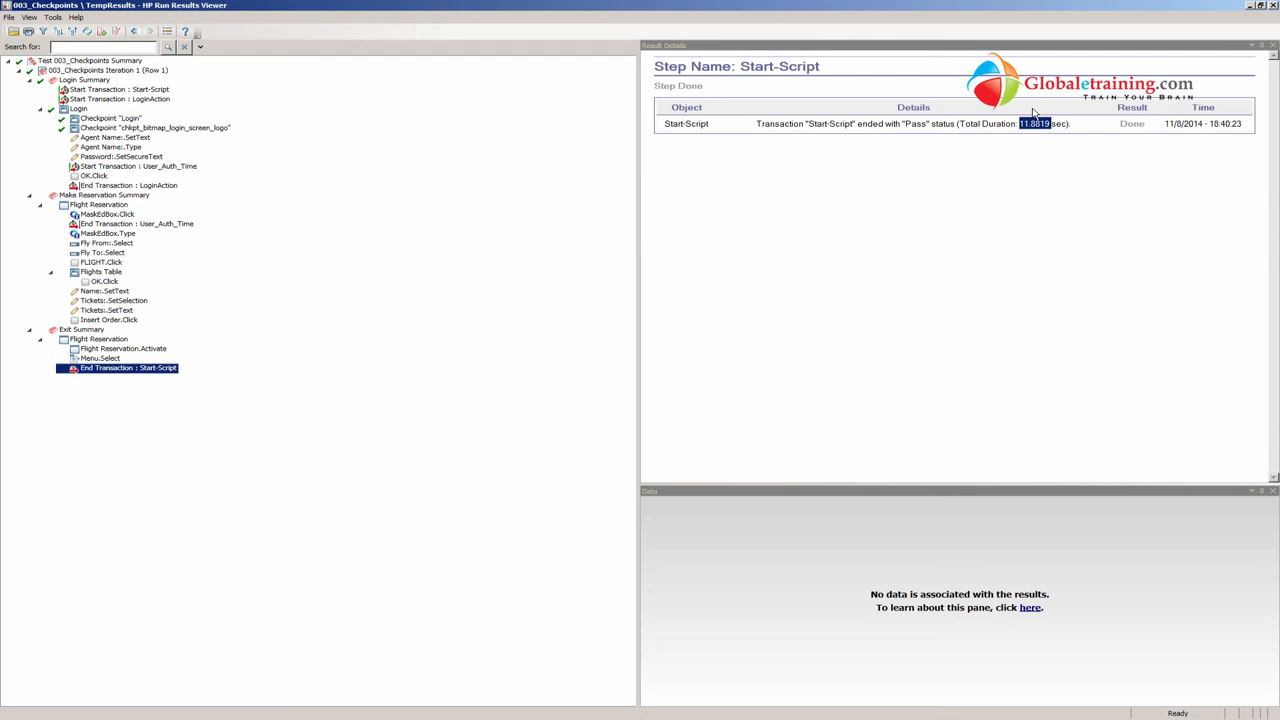 003_Checkpoints \ TempResults - HP Run Results Viewer
File View Tools Help
Search for:
Test 003_Checkpoints Summary
003_Checkpoints Iteration 1 (Row 1)
Login Summary
Start Transaction : Start-Script
Start Transaction : LoginAction
Login
Checkpoint "Login"
Checkpoint "chkpt_bitmap_login_screen_logo"
Agent Name:.SetText
Agent Name:.Type
Password:.SetSecureText
Start Transaction : User_Auth_Time
OK.Click
End Transaction : LoginAction
Make Reservation Summary
Flight Reservation
MaskEdBox.Click
End Transaction : User_Auth_Time
MaskEdBox.Type
Fly From:.Select
Fly To:.Select
FLIGHT.Click
Flights Table
OK.Click
Name:.SetText
Tickets:.SetSelection
Tickets:.SetText
Insert Order.Click
Exit Summary
Flight Reservation
Flight Reservation.Activate
Menu.Select
End Transaction : Start-Script
Result Details
Step Name: Start-Script
Globaletraining.com
TRAIN YOUR BRAIN
Step Done
Object Details Result Time
Start-Script Transaction "Start-Script" ended with "Pass" status (Total Duration: 11.8819 sec). Done 11/8/2014 - 18:40:23
Data
No data is associated with the results.
To learn about this pane, click here.
Ready